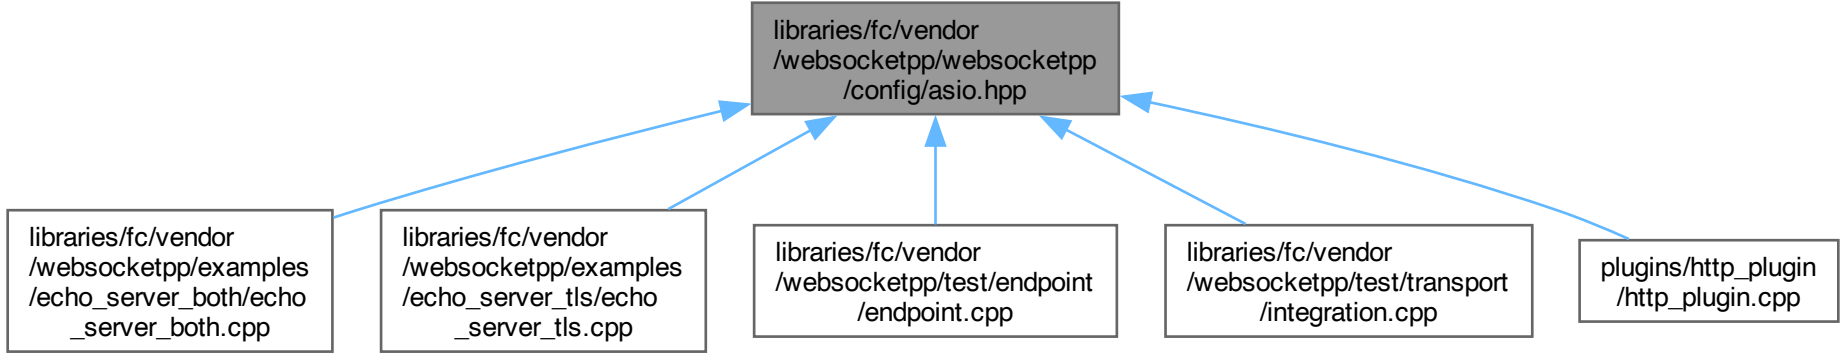 libraries/fc/vendor
/websocketpp/websocketpp
/config/asio.hpp
libraries/fc/vendor
/websocketpp/examples
/echo_server_both/echo
_server_both.cpp
libraries/fc/vendor
/websocketpp/examples
/echo_server_tls/echo
_server_tls.cpp
libraries/fc/vendor
/websocketpp/test/endpoint
/endpoint.cpp
libraries/fc/vendor
/websocketpp/test/transport
/integration.cpp
plugins/http_plugin
/http_plugin.cpp